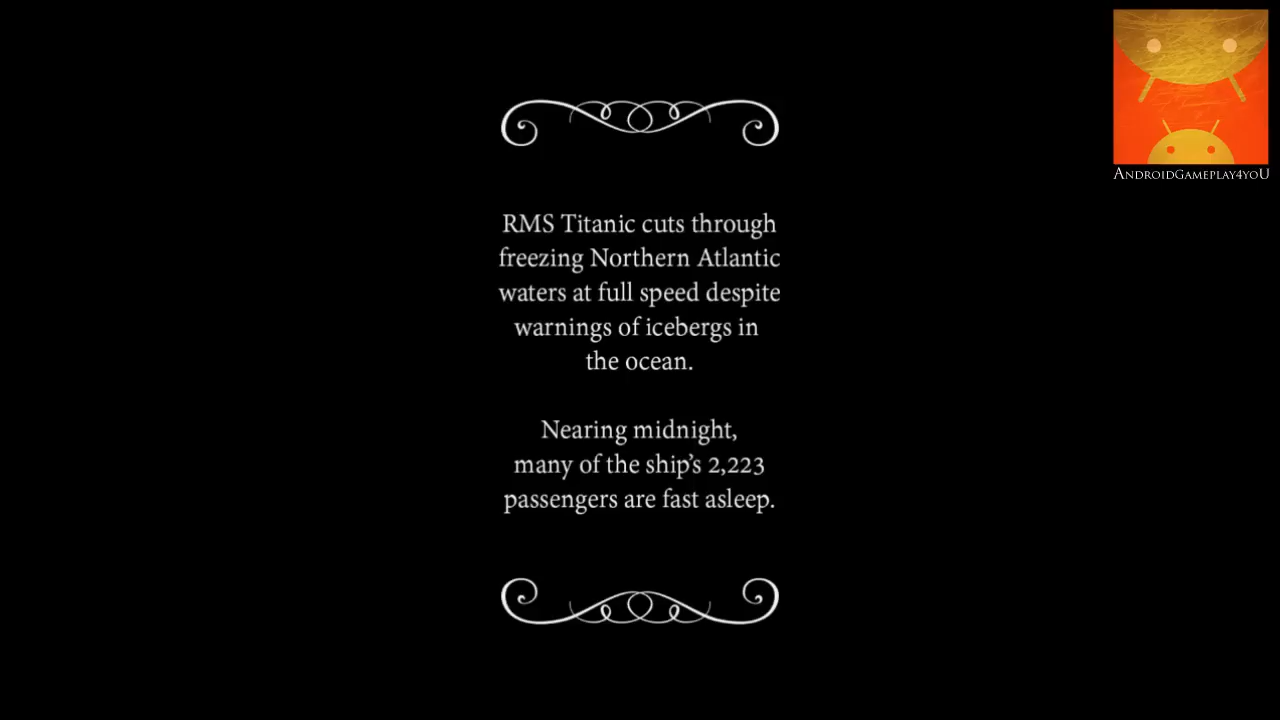 AndroidGameplay4you
RMS Titanic cuts through
freezing Northern Atlantic
waters at full speed despite
warnings of icebergs in
the ocean.
Nearing midnight,
many of the ship's 2,223
passengers are fast asleep.